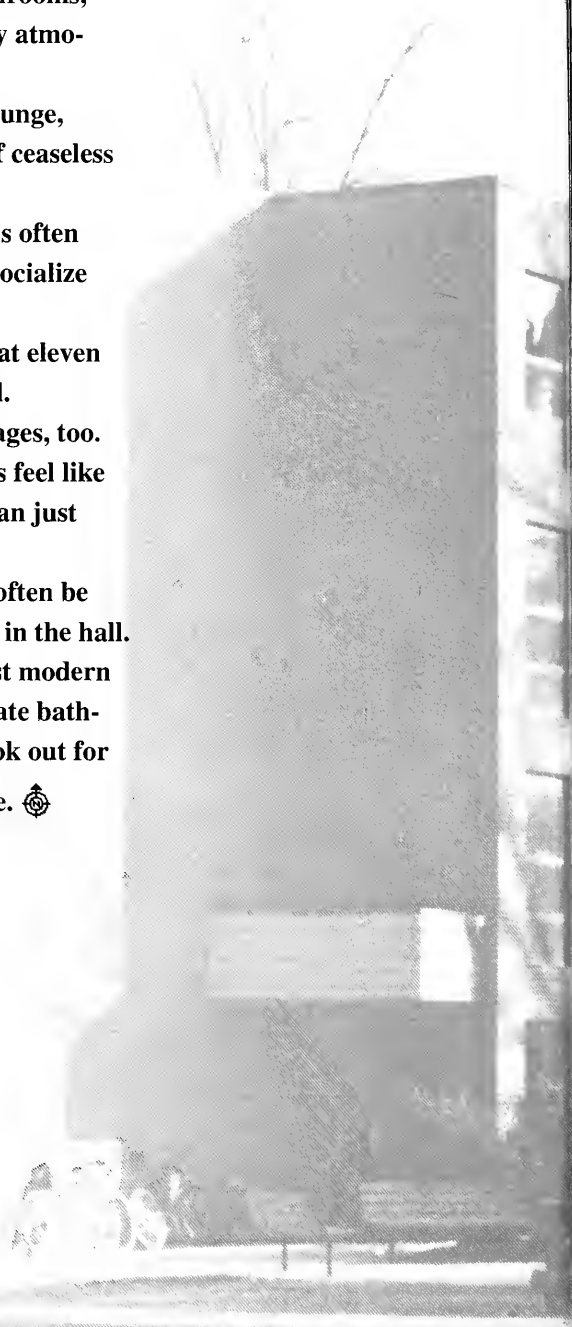 rooms,
y atmo-
unge,
f ceaseless
s often
ocialize
at eleven
l.
ages, too.
s feel like
an just
often be
in the hall.
st modern
ate bath-
ok out for
e.
N